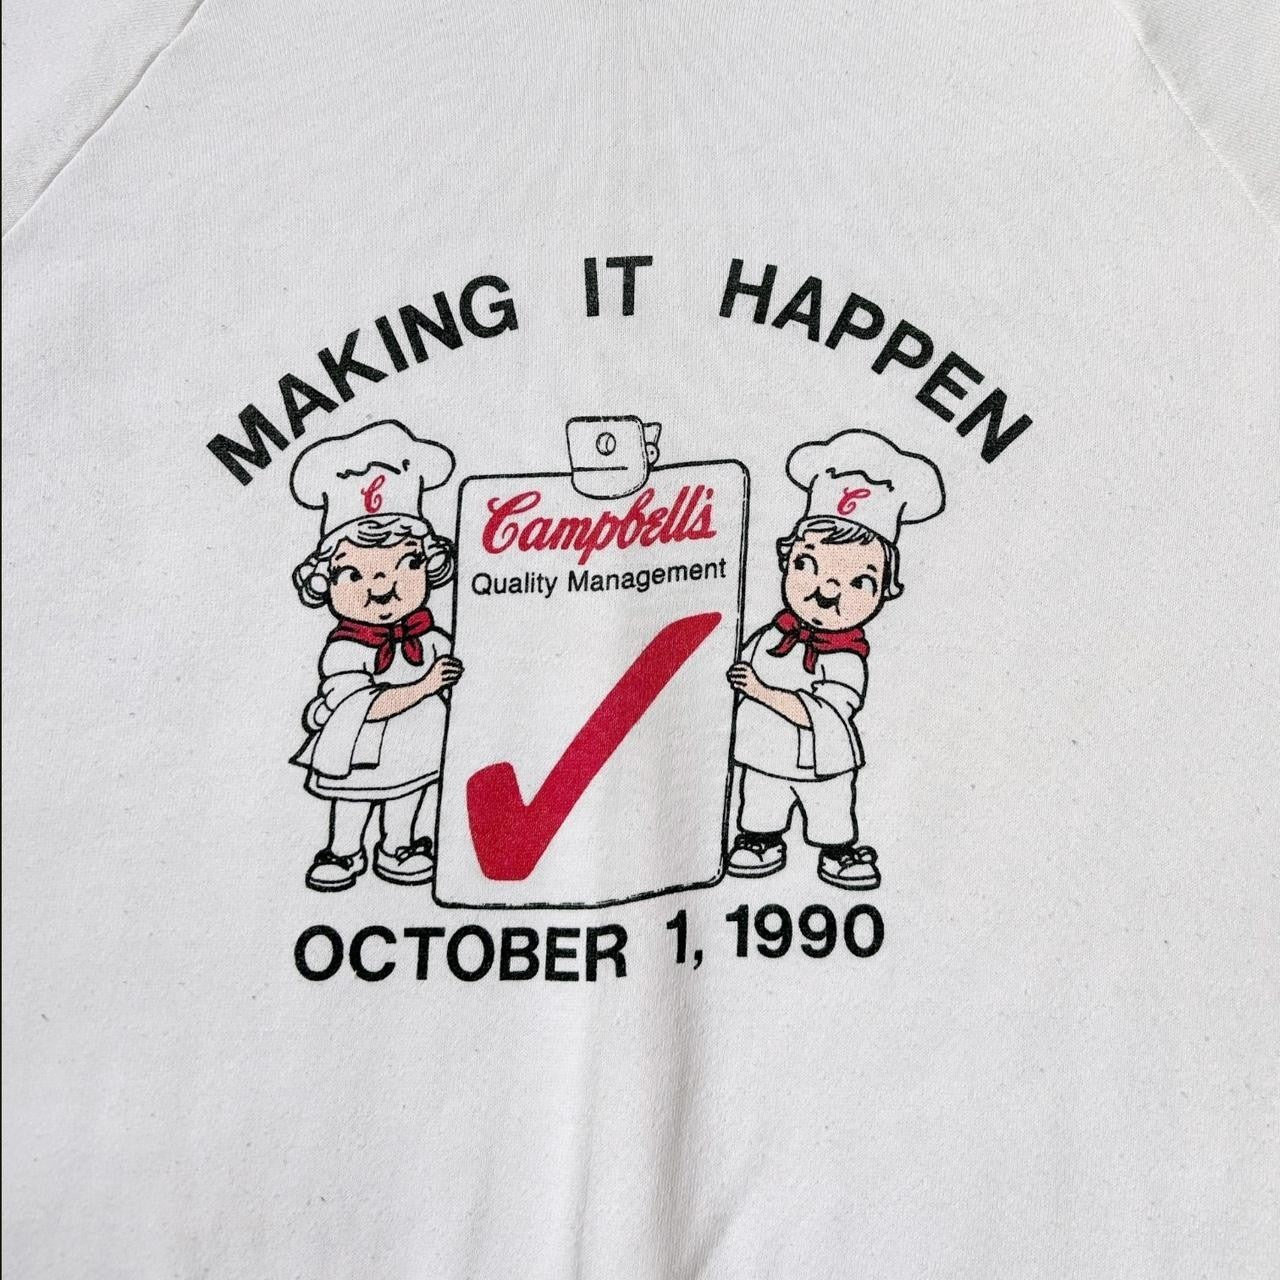 MAKING IT HAPPEN
C
C
Campbell's
Quality Management
OCTOBER 1, 1990